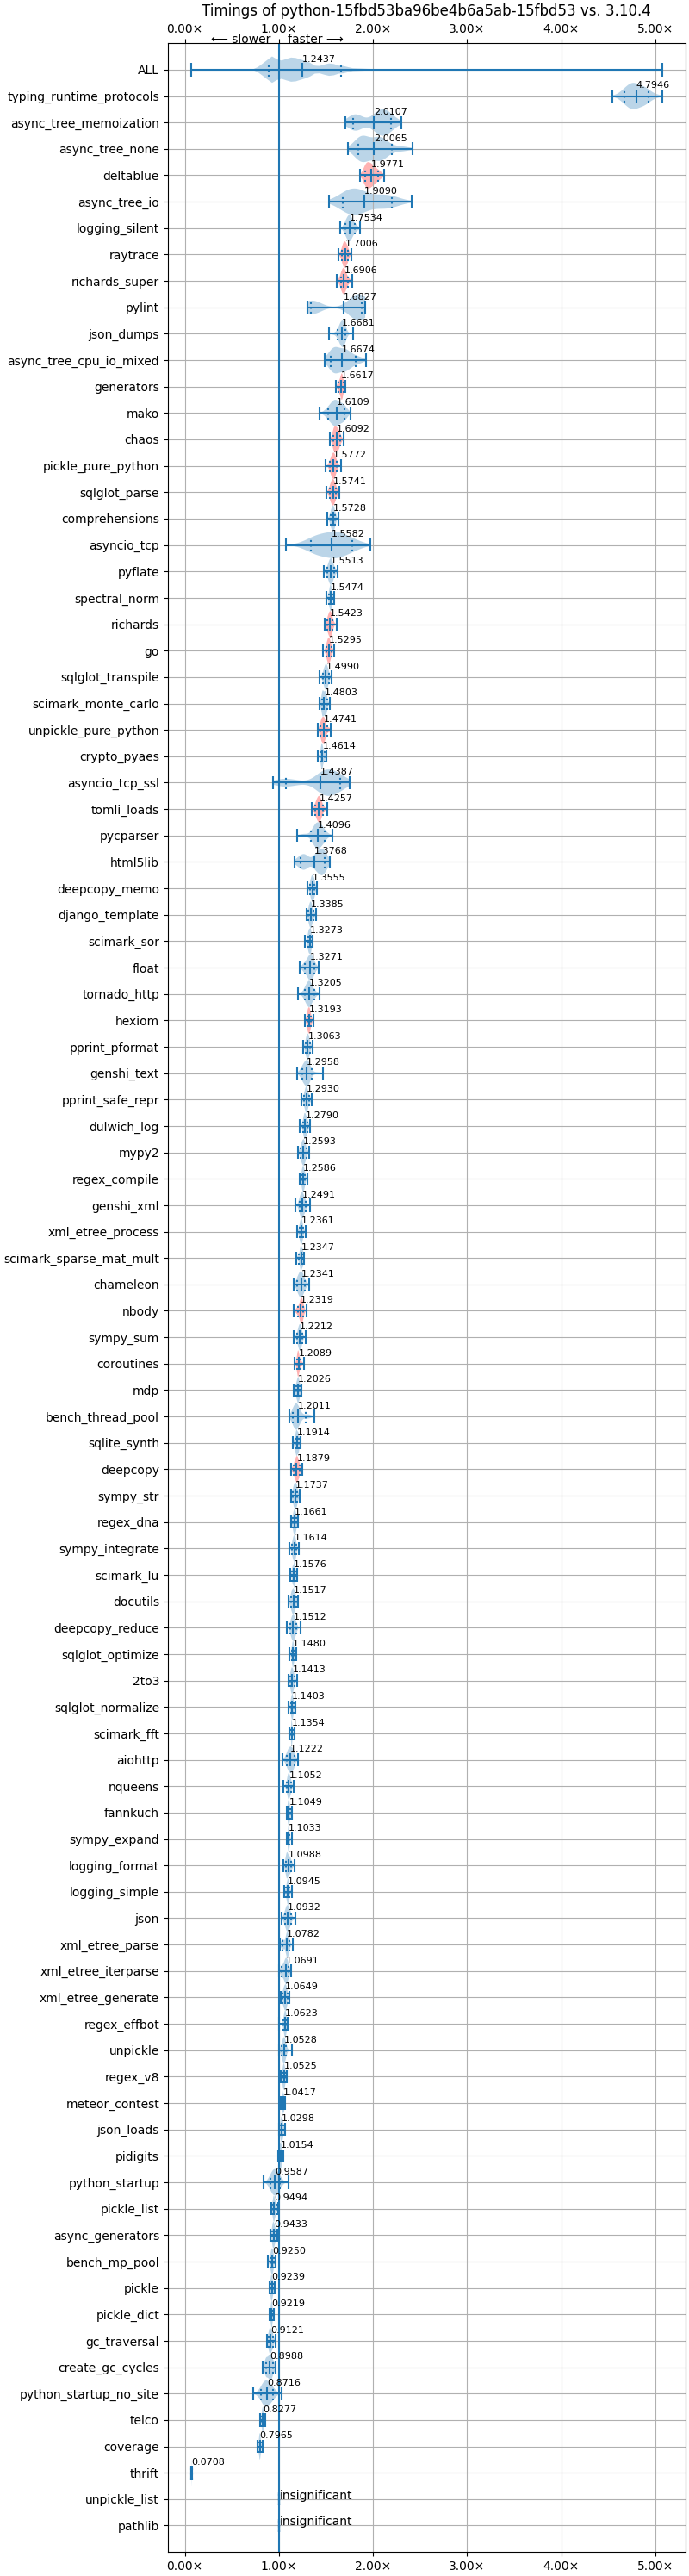 Timings of python-15fbd53ba96be4b6a5ab-15fbd53 vs. 3.10.4
0.00× 1.00× 2.00× 3.00× 4.00× 5.00×
⟵ slower faster ⟶
ALL 1.2437
typing_runtime_protocols 4.7946
async_tree_memoization 2.0107
async_tree_none 2.0065
deltablue 1.9771
async_tree_io 1.9090
logging_silent 1.7534
raytrace 1.7006
richards_super 1.6906
pylint 1.6827
json_dumps 1.6681
async_tree_cpu_io_mixed 1.6674
generators 1.6617
mako 1.6109
chaos 1.6092
pickle_pure_python 1.5772
sqlglot_parse 1.5741
comprehensions 1.5728
asyncio_tcp 1.5582
pyflate 1.5513
spectral_norm 1.5474
richards 1.5423
go 1.5295
sqlglot_transpile 1.4990
scimark_monte_carlo 1.4803
unpickle_pure_python 1.4741
crypto_pyaes 1.4614
asyncio_tcp_ssl 1.4387
tomli_loads 1.4257
pycparser 1.4096
html5lib 1.3768
deepcopy_memo 1.3555
django_template 1.3385
scimark_sor 1.3273
float 1.3271
tornado_http 1.3205
hexiom 1.3193
pprint_pformat 1.3063
genshi_text 1.2958
pprint_safe_repr 1.2930
dulwich_log 1.2790
mypy2 1.2593
regex_compile 1.2586
genshi_xml 1.2491
xml_etree_process 1.2361
scimark_sparse_mat_mult 1.2347
chameleon 1.2341
nbody 1.2319
sympy_sum 1.2212
coroutines 1.2089
mdp 1.2026
bench_thread_pool 1.2011
sqlite_synth 1.1914
deepcopy 1.1879
sympy_str 1.1737
regex_dna 1.1661
sympy_integrate 1.1614
scimark_lu 1.1576
docutils 1.1517
deepcopy_reduce 1.1512
sqlglot_optimize 1.1480
2to3 1.1413
sqlglot_normalize 1.1403
scimark_fft 1.1354
aiohttp 1.1222
nqueens 1.1052
fannkuch 1.1049
sympy_expand 1.1033
logging_format 1.0988
logging_simple 1.0945
json 1.0932
xml_etree_parse 1.0782
xml_etree_iterparse 1.0691
xml_etree_generate 1.0649
regex_effbot 1.0623
unpickle 1.0528
regex_v8 1.0525
meteor_contest 1.0417
json_loads 1.0298
pidigits 1.0154
python_startup 0.9587
pickle_list 0.9494
async_generators 0.9433
bench_mp_pool 0.9250
pickle 0.9239
pickle_dict 0.9219
gc_traversal 0.9121
create_gc_cycles 0.8988
python_startup_no_site 0.8716
telco 0.8277
coverage 0.7965
thrift 0.0708
unpickle_list insignificant
pathlib insignificant
0.00× 1.00× 2.00× 3.00× 4.00× 5.00×